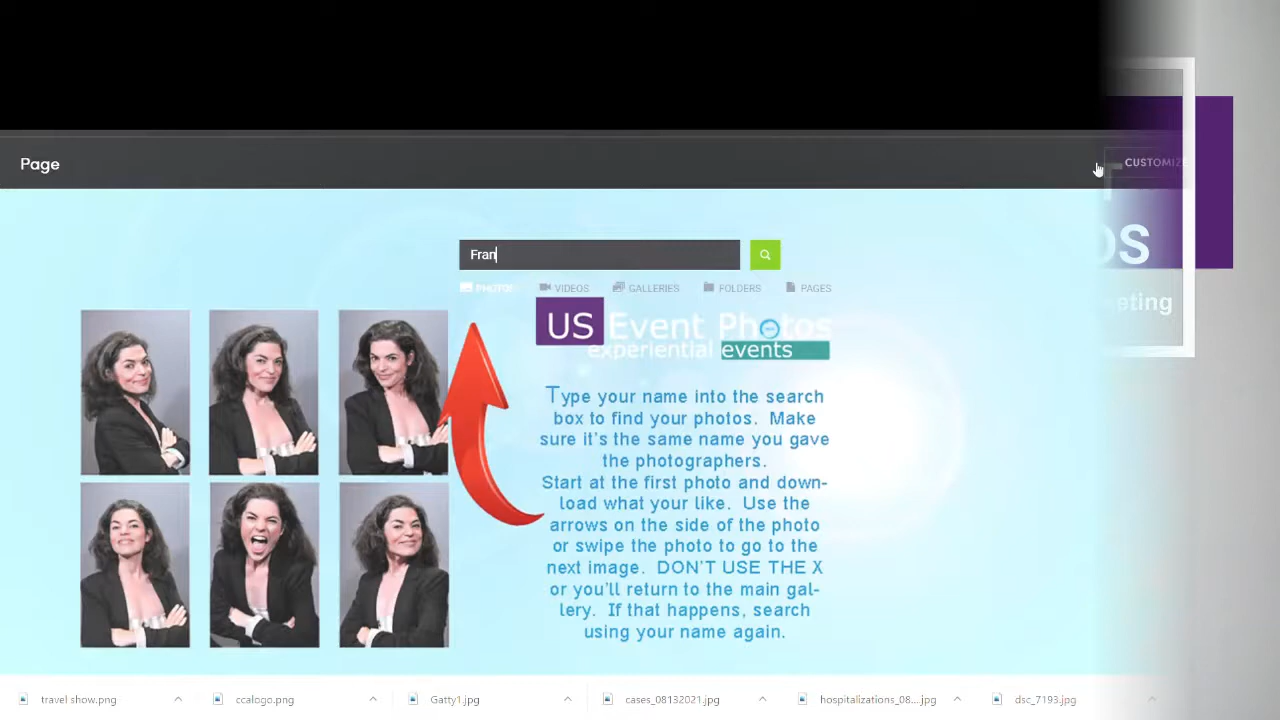 Page
CUSTOMIZE
Fran
OS
PHOTOS
VIDEOS
GALLERIES
FOLDERS
PAGES
eting
US Event Photos
experiential events
Type your name into the search
box to find your photos. Make
sure it's the same name you gave
the photographers.
Start at the first photo and down-
load what your like. Use the
arrows on the side of the photo
or swipe the photo to go to the
next image. DON'T USE THE X
or you'll return to the main gal-
lery. If that happens, search
using your name again.
travel show.png
ccalogo.png
Gatty1.jpg
cases_08132021.jpg
hospitalizations_08....jpg
dsc_7193.jpg